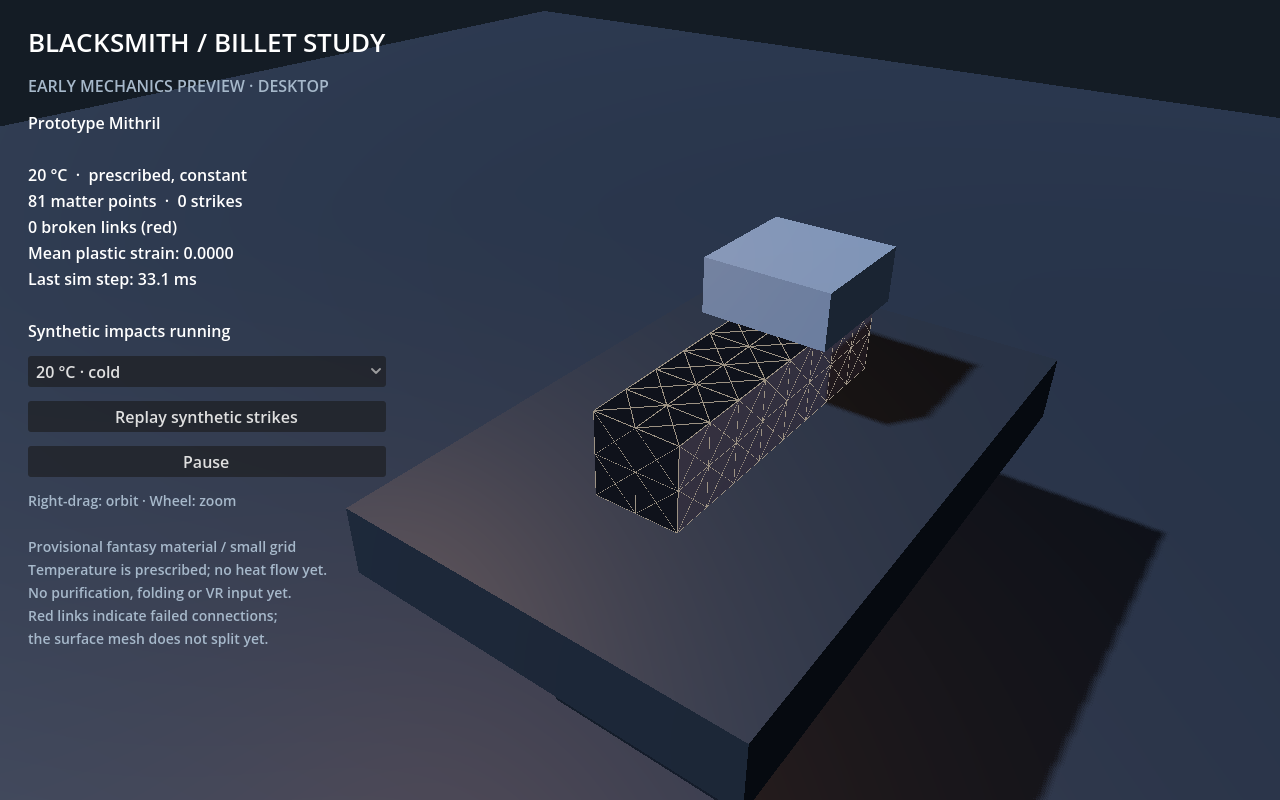 BLACKSMITH / BILLET STUDY
EARLY MECHANICS PREVIEW · DESKTOP
Prototype Mithril
20 °C · prescribed, constant
81 matter points · 0 strikes
0 broken links (red)
Mean plastic strain: 0.0000
Last sim step: 33.1 ms
Synthetic impacts running
20 °C · cold
Replay synthetic strikes
Pause
Right-drag: orbit · Wheel: zoom
Provisional fantasy material / small grid
Temperature is prescribed; no heat flow yet.
No purification, folding or VR input yet.
Red links indicate failed connections;
the surface mesh does not split yet.